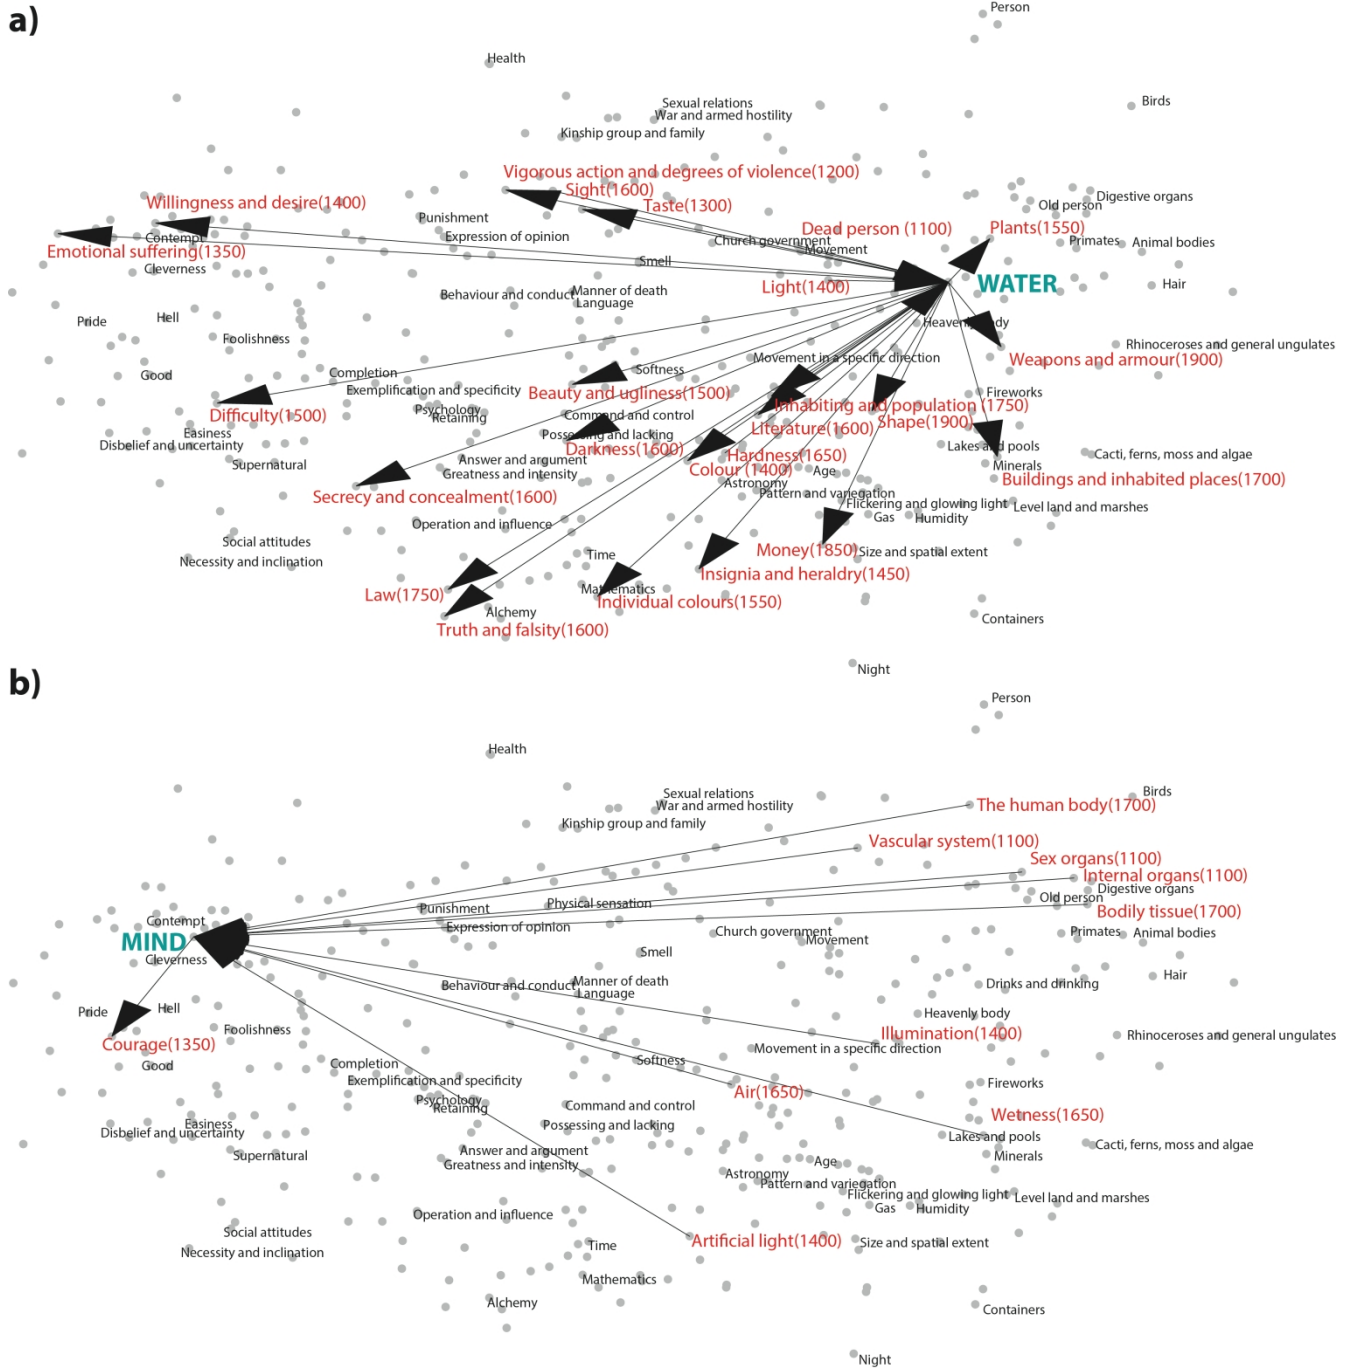 a)
Person
Health
Sexual relations
War and armed hostility
Birds
Kinship group and family
Vigorous action and degrees of violence(1200)
Sight(1600)
Digestive organs
Willingness and desire(1400)
Taste(1300)
Old person
Punishment
Dead person (1100)
Plants(1550)
Expression of opinion
Contempt
Church government
Primates
Animal bodies
Emotional suffering(1350)
Movement
Smell
Cleverness
WATER
Hair
Light(1400)
Manner of death
Behaviour and conduct
Language
Pride
Hell
Heavenly body
Foolishness
Rhinoceroses and general ungulates
Movement in a specific direction
Weapons and armour(1900)
Softness
Completion
Good
Exemplification and specificity
Beauty and ugliness(1500)
Fireworks
Psychology
Inhabiting and population (1750)
Difficulty(1500)
Command and control
Retaining
Shape(1900)
Literature(1600)
Easiness
Possessing and lacking
Disbelief and uncertainty
Lakes and pools
Darkness(1600)
Hardness(1650)
Cacti, ferns, moss and algae
Answer and argument
Supernatural
Minerals
Colour (1400)
Age
Greatness and intensity
Buildings and inhabited places(1700)
Astronomy
Pattern and variegation
Secrecy and concealment(1600)
Flickering and glowing light
Level land and marshes
Gas
Humidity
Operation and influence
Social attitudes
Money(1850)
Size and spatial extent
Time
Necessity and inclination
Insignia and heraldry(1450)
Mathematics
Law(1750)
Individual colours(1550)
Alchemy
Containers
Truth and falsity(1600)
Night
b)
Person
Health
Sexual relations
Birds
War and armed hostility
The human body(1700)
Kinship group and family
Vascular system(1100)
Sex organs(1100)
Internal organs(1100)
Digestive organs
Old person
Physical sensation
Punishment
Bodily tissue(1700)
Contempt
Expression of opinion
Church government
Primates
Animal bodies
MIND
Movement
Smell
Cleverness
Hair
Manner of death
Behaviour and conduct
Drinks and drinking
Language
Pride
Hell
Heavenly body
Foolishness
Illumination(1400)
Rhinoceroses and general ungulates
Courage(1350)
Movement in a specific direction
Softness
Completion
Good
Exemplification and specificity
Fireworks
Air(1650)
Psychology
Command and control
Retaining
Wetness(1650)
Easiness
Possessing and lacking
Disbelief and uncertainty
Lakes and pools
Cacti, ferns, moss and algae
Answer and argument
Supernatural
Minerals
Age
Greatness and intensity
Astronomy
Pattern and variegation
Flickering and glowing light
Level land and marshes
Gas
Humidity
Operation and influence
Social attitudes
Artificial light(1400)
Size and spatial extent
Time
Necessity and inclination
Mathematics
Alchemy
Containers
Night